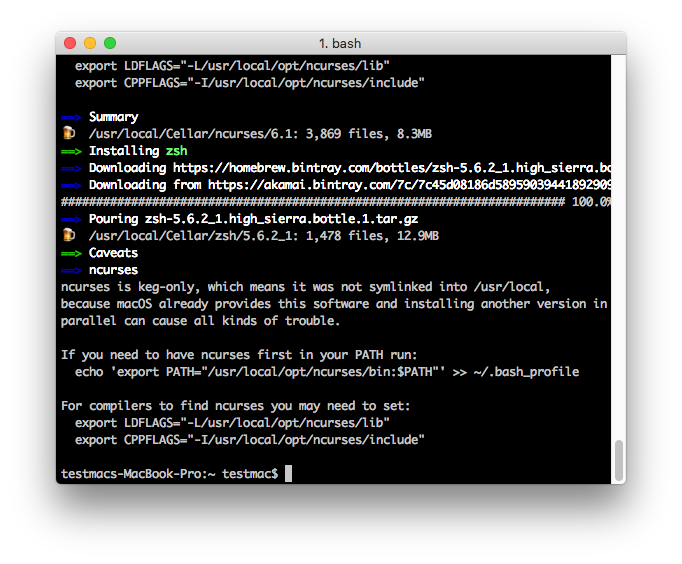 1. bash
export LDFLAGS="-L/usr/local/opt/ncurses/lib"
export CPPFLAGS="-I/usr/local/opt/ncurses/include"
==> Summary
🍺 /usr/local/Cellar/ncurses/6.1: 3,869 files, 8.3MB
==> Installing zsh
==> Downloading https://homebrew.bintray.com/bottles/zsh-5.6.2_1.high_sierra.bo
==> Downloading from https://akamai.bintray.com/7c/7c45d08186d58959039441892909
######################################################################## 100.0%
==> Pouring zsh-5.6.2_1.high_sierra.bottle.1.tar.gz
🍺 /usr/local/Cellar/zsh/5.6.2_1: 1,478 files, 12.9MB
==> Caveats
==> ncurses
ncurses is keg-only, which means it was not symlinked into /usr/local,
because macOS already provides this software and installing another version in
parallel can cause all kinds of trouble.
If you need to have ncurses first in your PATH run:
echo 'export PATH="/usr/local/opt/ncurses/bin:$PATH"' >> ~/.bash_profile
For compilers to find ncurses you may need to set:
export LDFLAGS="-L/usr/local/opt/ncurses/lib"
export CPPFLAGS="-I/usr/local/opt/ncurses/include"
testmacs-MacBook-Pro:~ testmac$